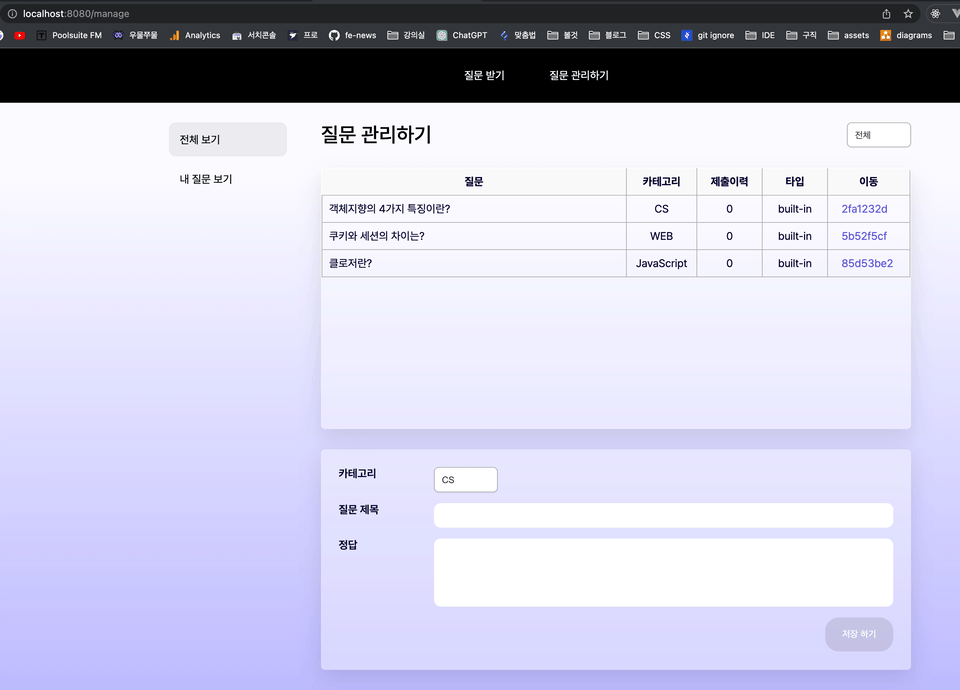 localhost:8080/manage
Poolsuite FM 우물쭈물 Analytics 서치콘솔 프로 fe-news 강의실 ChatGPT 맞춤법 볼것 블로그 CSS git ignore IDE 구직 assets diagrams
질문 받기 질문 관리하기
전체 보기
내 질문 보기
질문 관리하기 전체
질문 카테고리 제출이력 타입 이동
객체지향의 4가지 특징이란? CS 0 built-in 2fa1232d
쿠키와 세션의 차이는? WEB 0 built-in 5b52f5cf
클로저란? JavaScript 0 built-in 85d53be2
카테고리 CS
질문 제목
정답
저장 하기